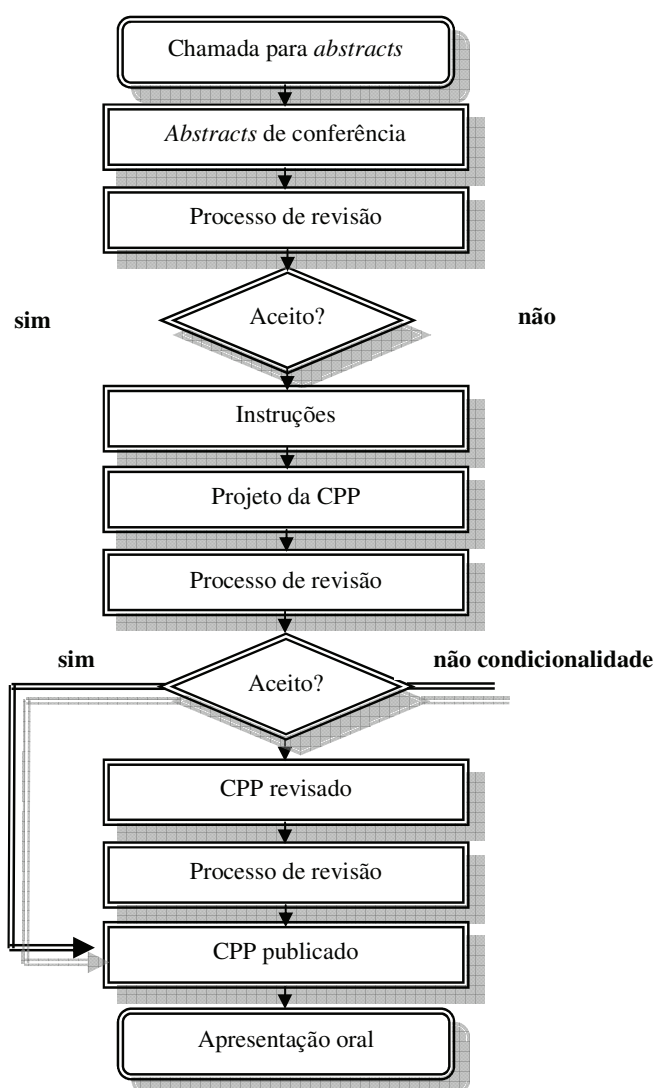 Chamada para abstracts
Abstracts de conferência
Processo de revisão
sim
Aceito?
não
Instruções
Projeto da CPP
Processo de revisão
sim
Aceito?
não condicionalidade
CPP revisado
Processo de revisão
CPP publicado
Apresentação oral